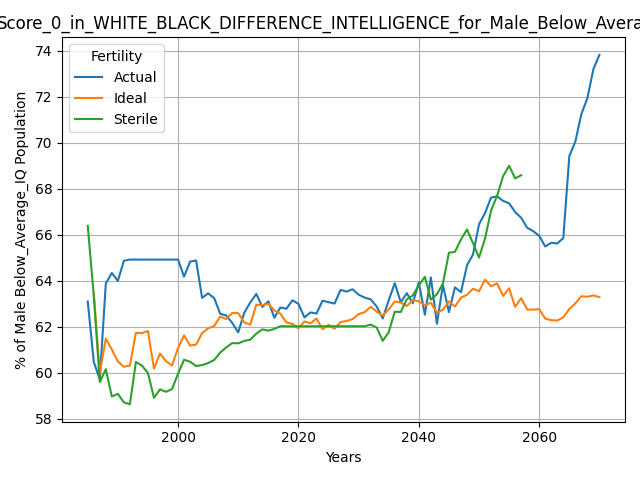 Score_0_in_WHITE_BLACK_DIFFERENCE_INTELLIGENCE_for_Male_Below_Avera
Fertility
Actual
Ideal
Sterile
% of Male Below_Average_IQ Population
74
72
70
68
66
64
62
60
58
2000
2020
2040
2060
Years